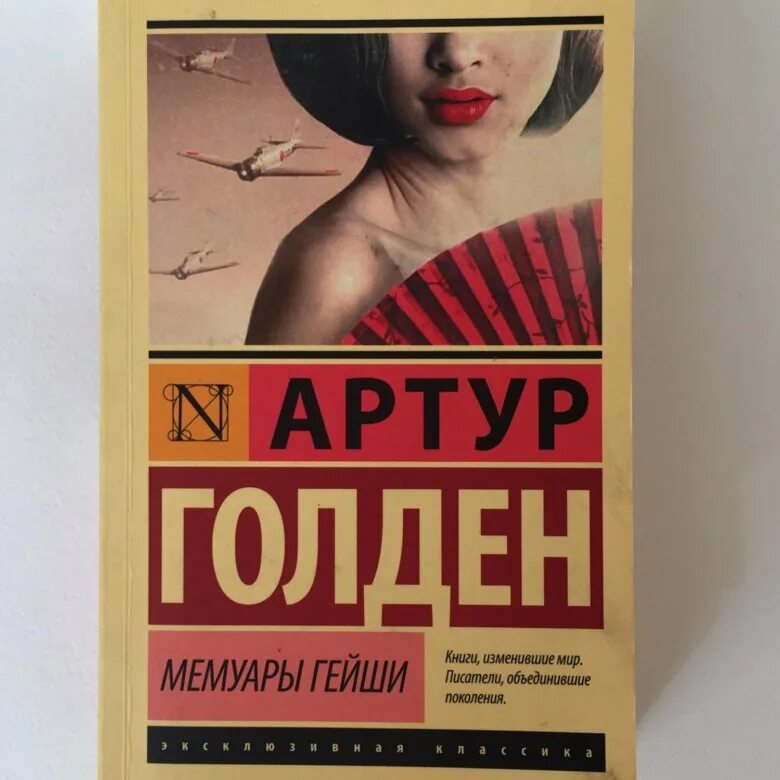 N АРТУР
ГОЛДЕН
МЕМУАРЫ ГЕЙШИ
Книги, изменившие мир.
Писатели, объединившие
поколения.
эксклюзивная классика